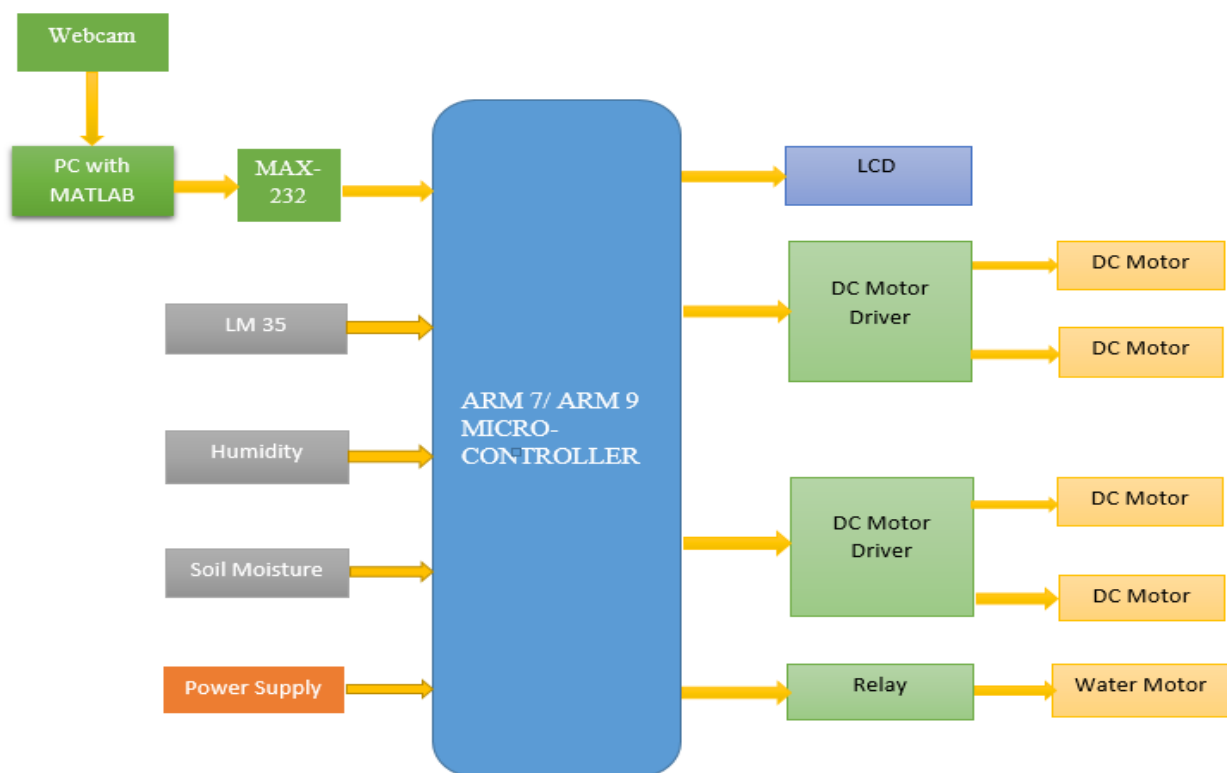 Webcam
PC with
MATLAB
MAX-
232
LM 35
Humidity
Soil Moisture
Power Supply
ARM 7/ ARM 9
MICRO-
CONTROLLER
LCD
DC Motor
Driver
DC Motor
DC Motor
DC Motor
Driver
DC Motor
DC Motor
Relay
Water Motor